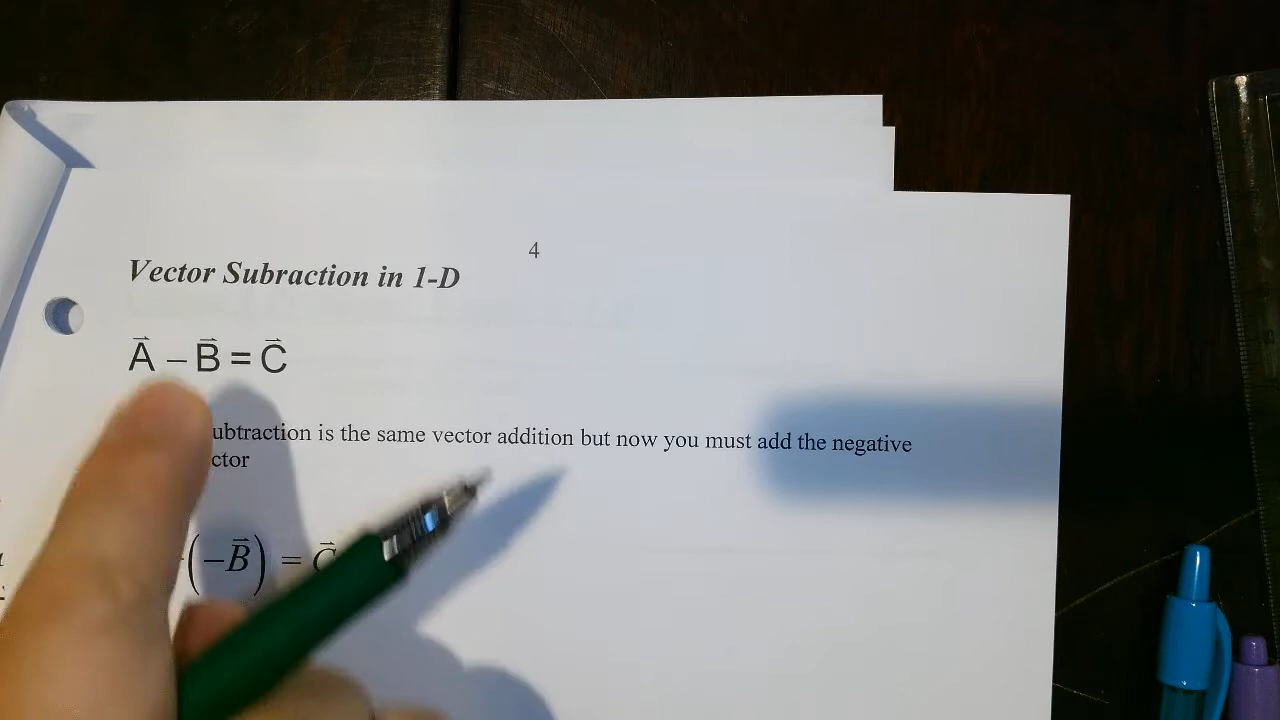 4
Vector Subraction in 1-D
A⃗ – B⃗ = C⃗
ubtraction is the same vector addition but now you must add the negative
ctor
(−B⃗) = C⃗